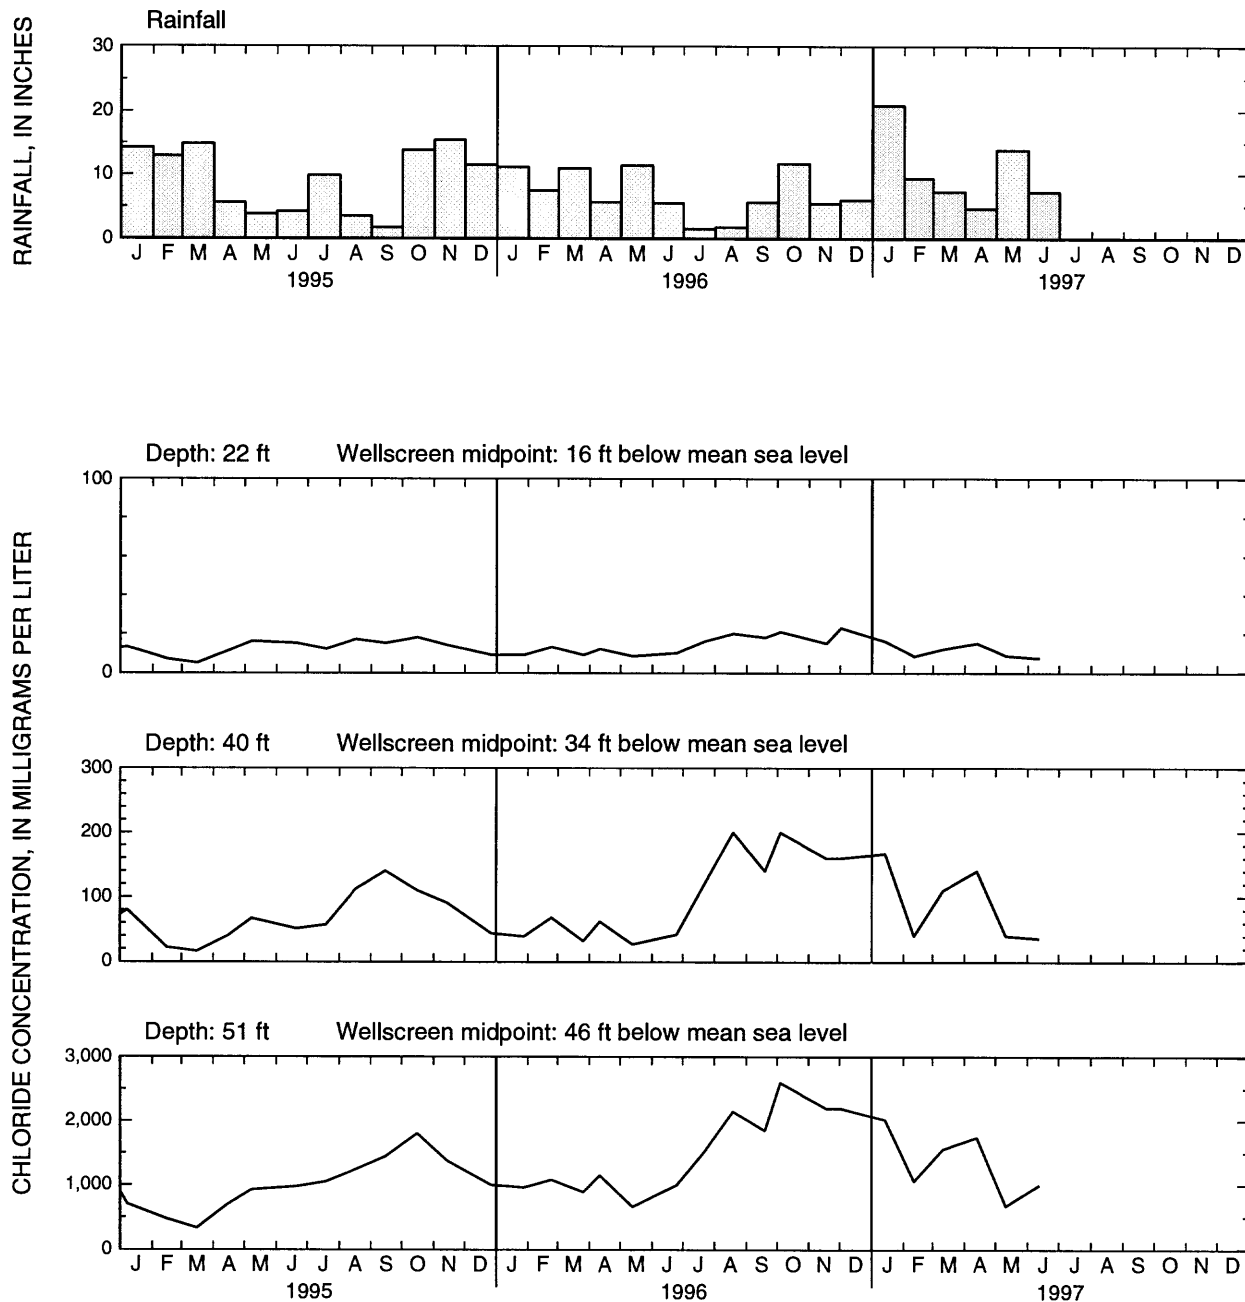 Rainfall
RAINFALL, IN INCHES
30
20
10
0
J F M A M J J A S O N D J F M A M J J A S O N D J F M A M J J A S O N D
1995 1996 1997
CHLORIDE CONCENTRATION, IN MILLIGRAMS PER LITER
Depth: 22 ft Wellscreen midpoint: 16 ft below mean sea level
100
0
Depth: 40 ft Wellscreen midpoint: 34 ft below mean sea level
300
200
100
0
Depth: 51 ft Wellscreen midpoint: 46 ft below mean sea level
3,000
2,000
1,000
0
J F M A M J J A S O N D J F M A M J J A S O N D J F M A M J J A S O N D
1995 1996 1997